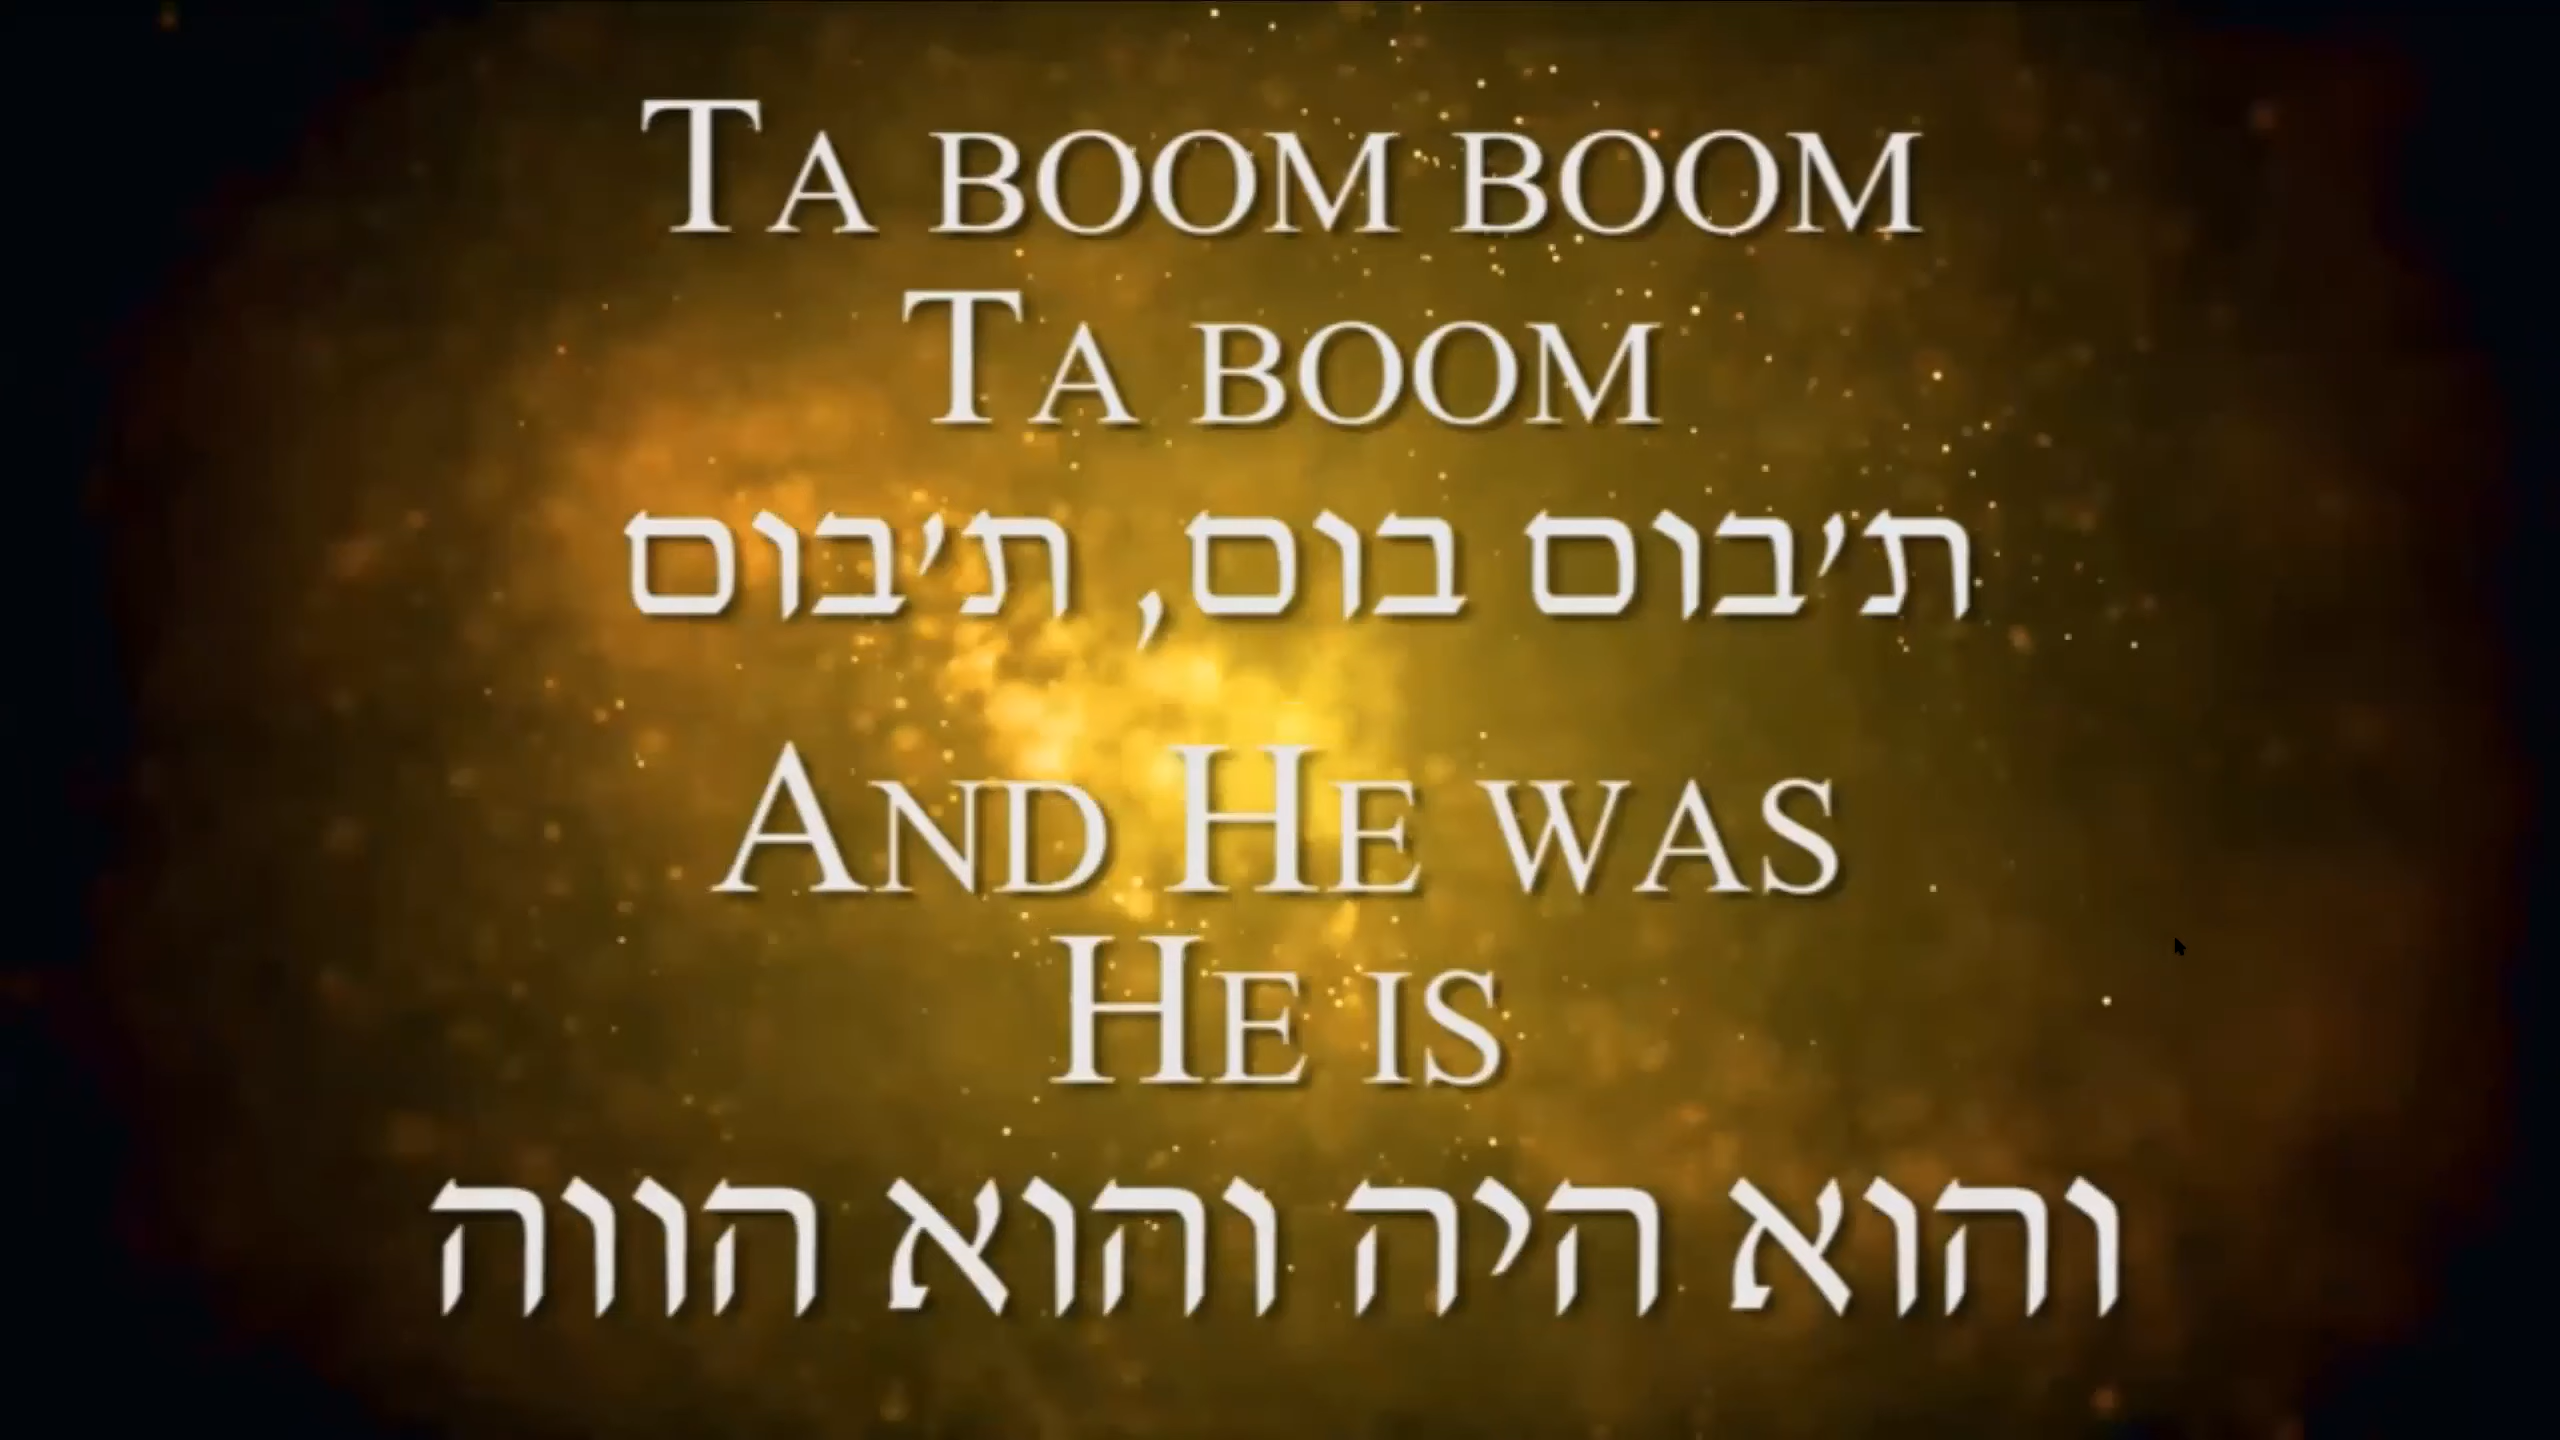 TA BOOM BOOM
TA BOOM
ת'בום בום, ת'בום
AND HE WAS
HE IS
והוא היה והוא הווה